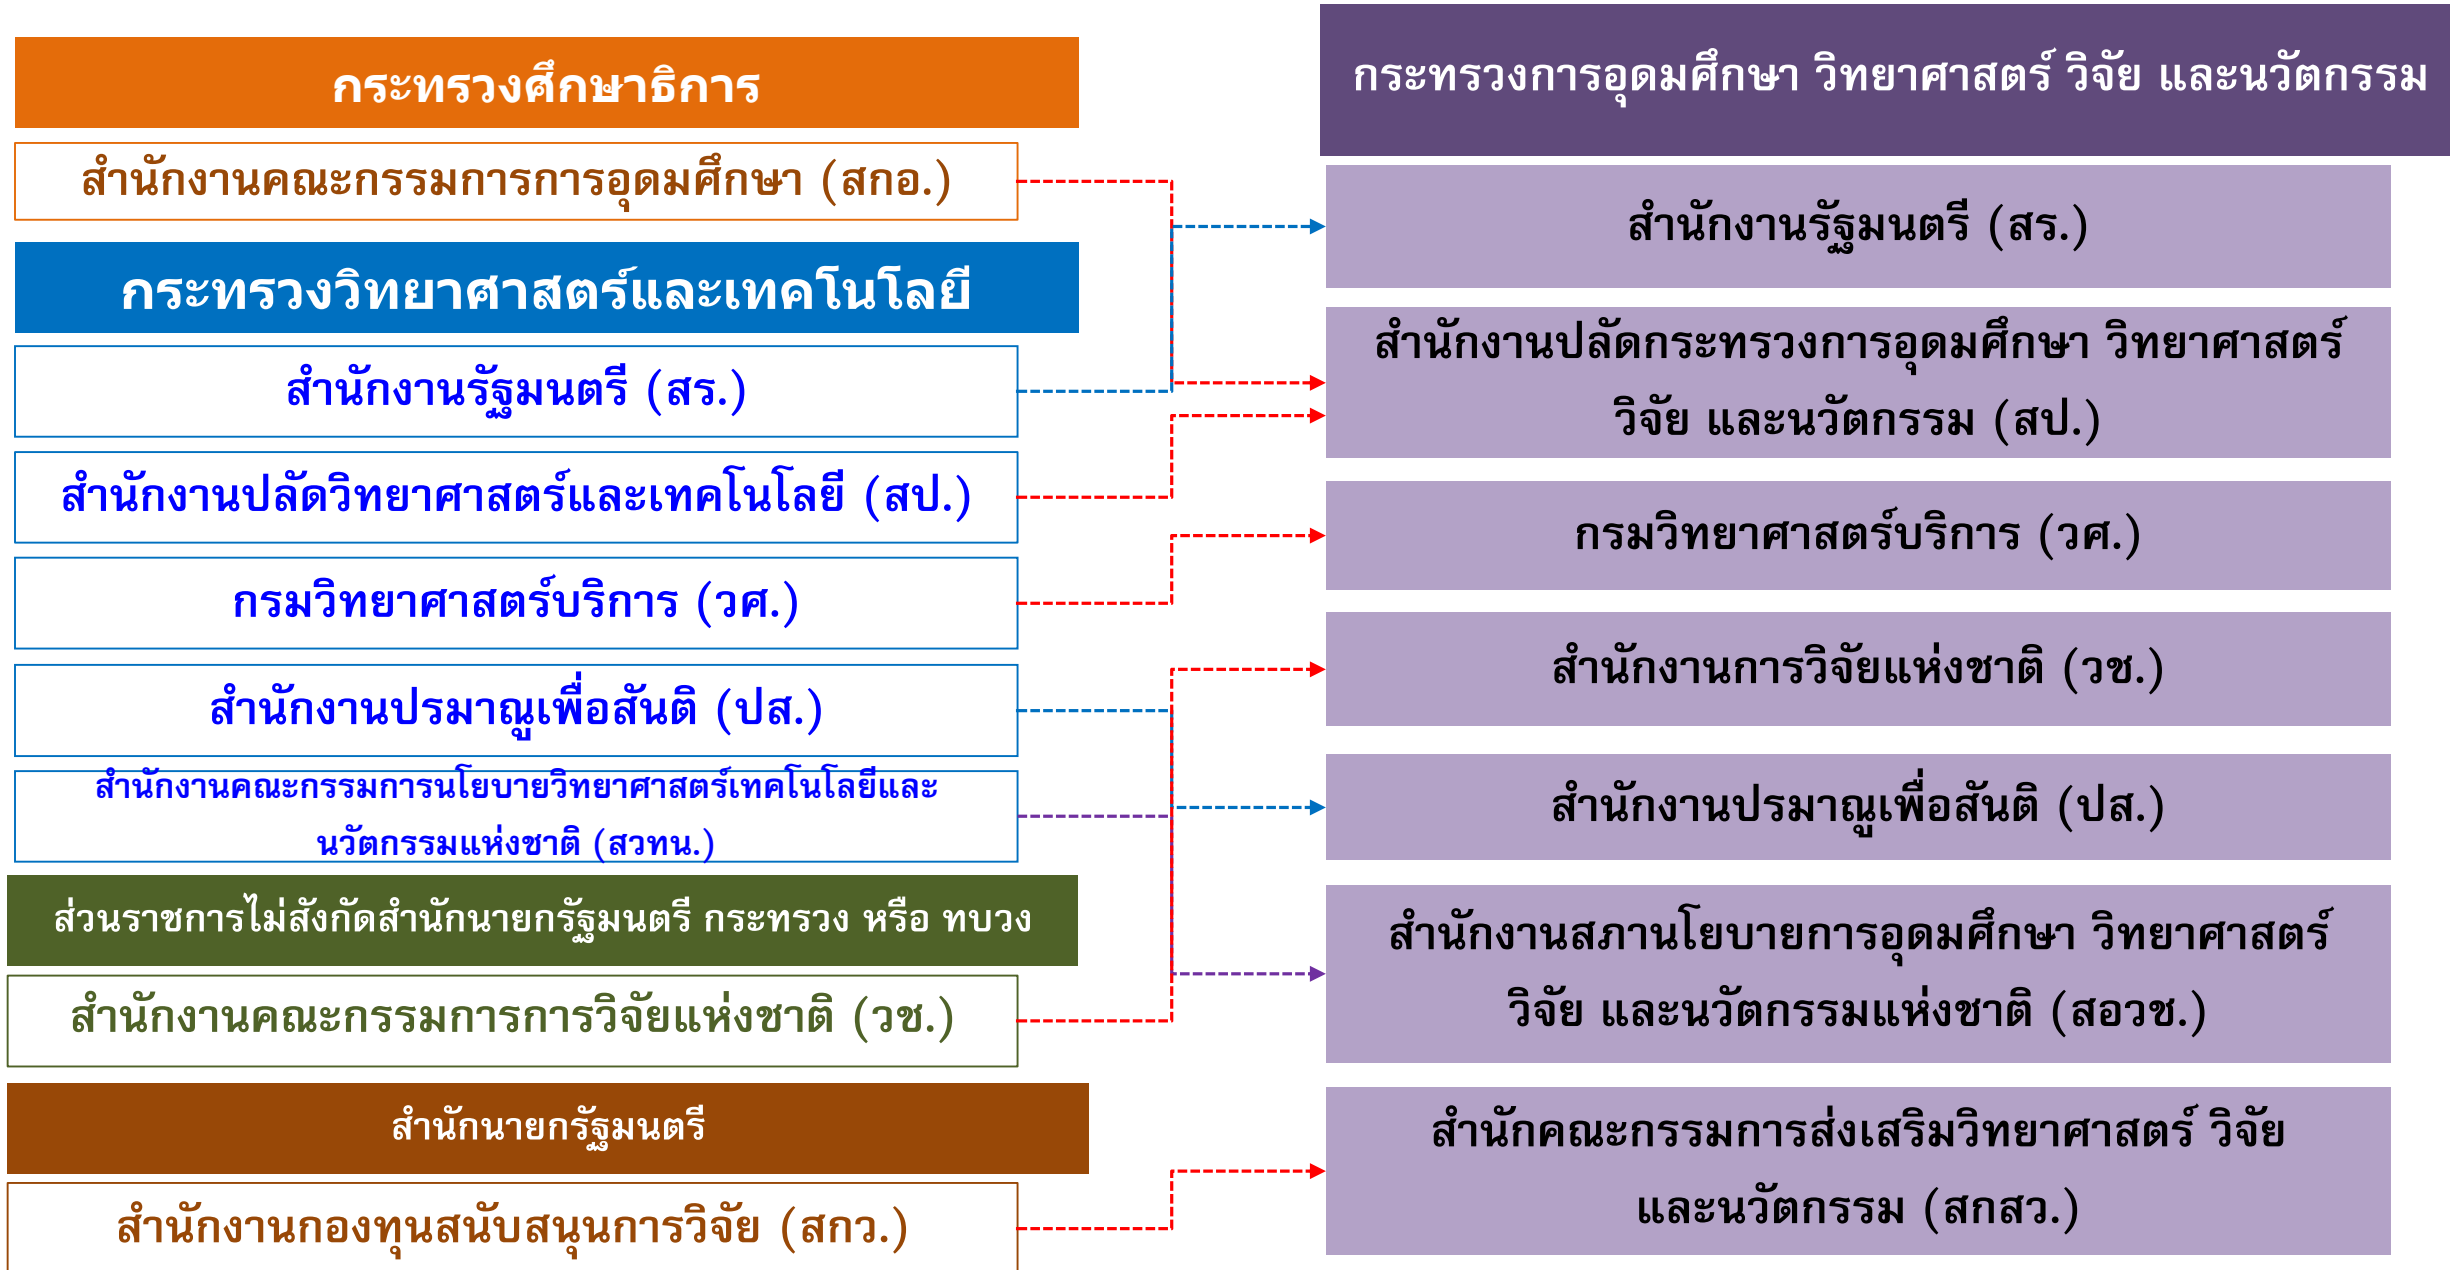 กระทรวงศึกษาธิการ
สำนักงานคณะกรรมการการอุดมศึกษา (สกอ.)
กระทรวงวิทยาศาสตร์และเทคโนโลยี
สำนักงานรัฐมนตรี (สร.)
สำนักงานปลัดวิทยาศาสตร์และเทคโนโลยี (สป.)
กรมวิทยาศาสตร์บริการ (วศ.)
สำนักงานปรมาณูเพื่อสันติ (ปส.)
สำนักงานคณะกรรมการนโยบายวิทยาศาสตร์เทคโนโลยีและ
นวัตกรรมแห่งชาติ (สวทน.)
ส่วนราชการไม่สังกัดสำนักนายกรัฐมนตรี กระทรวง หรือ ทบวง
สำนักงานคณะกรรมการการวิจัยแห่งชาติ (วช.)
สำนักนายกรัฐมนตรี
สำนักงานกองทุนสนับสนุนการวิจัย (สกว.)
กระทรวงการอุดมศึกษา วิทยาศาสตร์ วิจัย และนวัตกรรม
สำนักงานรัฐมนตรี (สร.)
สำนักงานปลัดกระทรวงการอุดมศึกษา วิทยาศาสตร์
วิจัย และนวัตกรรม (สป.)
กรมวิทยาศาสตร์บริการ (วศ.)
สำนักงานการวิจัยแห่งชาติ (วช.)
สำนักงานปรมาณูเพื่อสันติ (ปส.)
สำนักงานสภานโยบายการอุดมศึกษา วิทยาศาสตร์
วิจัย และนวัตกรรมแห่งชาติ (สอวช.)
สำนักคณะกรรมการส่งเสริมวิทยาศาสตร์ วิจัย
และนวัตกรรม (สกสว.)